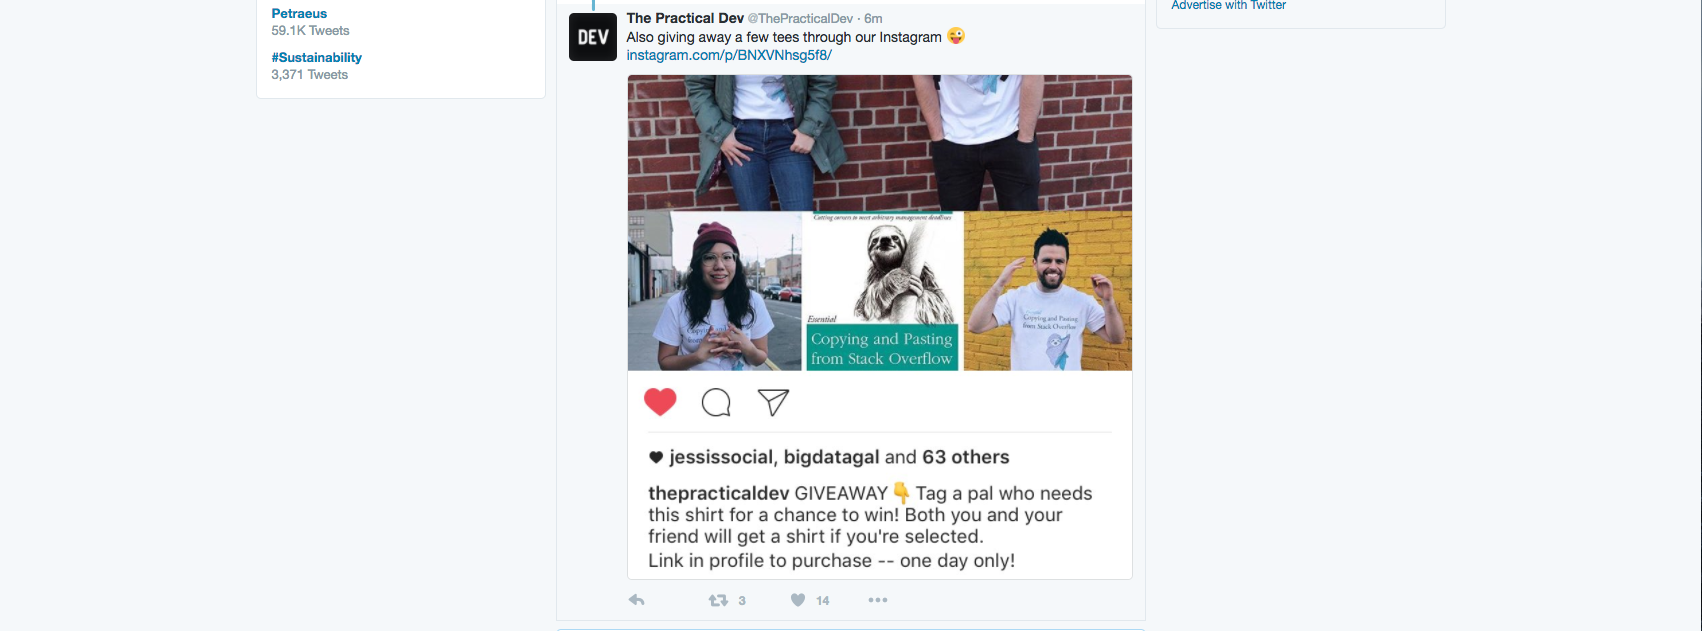 Petraeus
59.1K Tweets
#Sustainability
3,371 Tweets
DEV
The Practical Dev @ThePracticalDev · 6m
Also giving away a few tees through our Instagram 😜
instagram.com/p/BNXVNhsg5f8/
Cutting corners to meet arbitrary management deadlines
Essential
Copying and Pasting
from Stack Overflow
Copying and Pasting
from Stack Overflow
jessissocial, bigdatagal and 63 others
thepracticaldev GIVEAWAY 👇 Tag a pal who needs
this shirt for a chance to win! Both you and your
friend will get a shirt if you're selected.
Link in profile to purchase -- one day only!
3
14
Advertise with Twitter